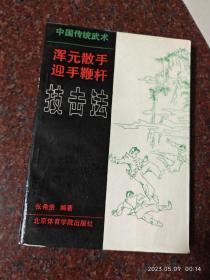 中国传统武术
浑元散手
迎手鞭杆
技击法
张希贵 编著
北京体育学院出版社
2023.05.09 00:14